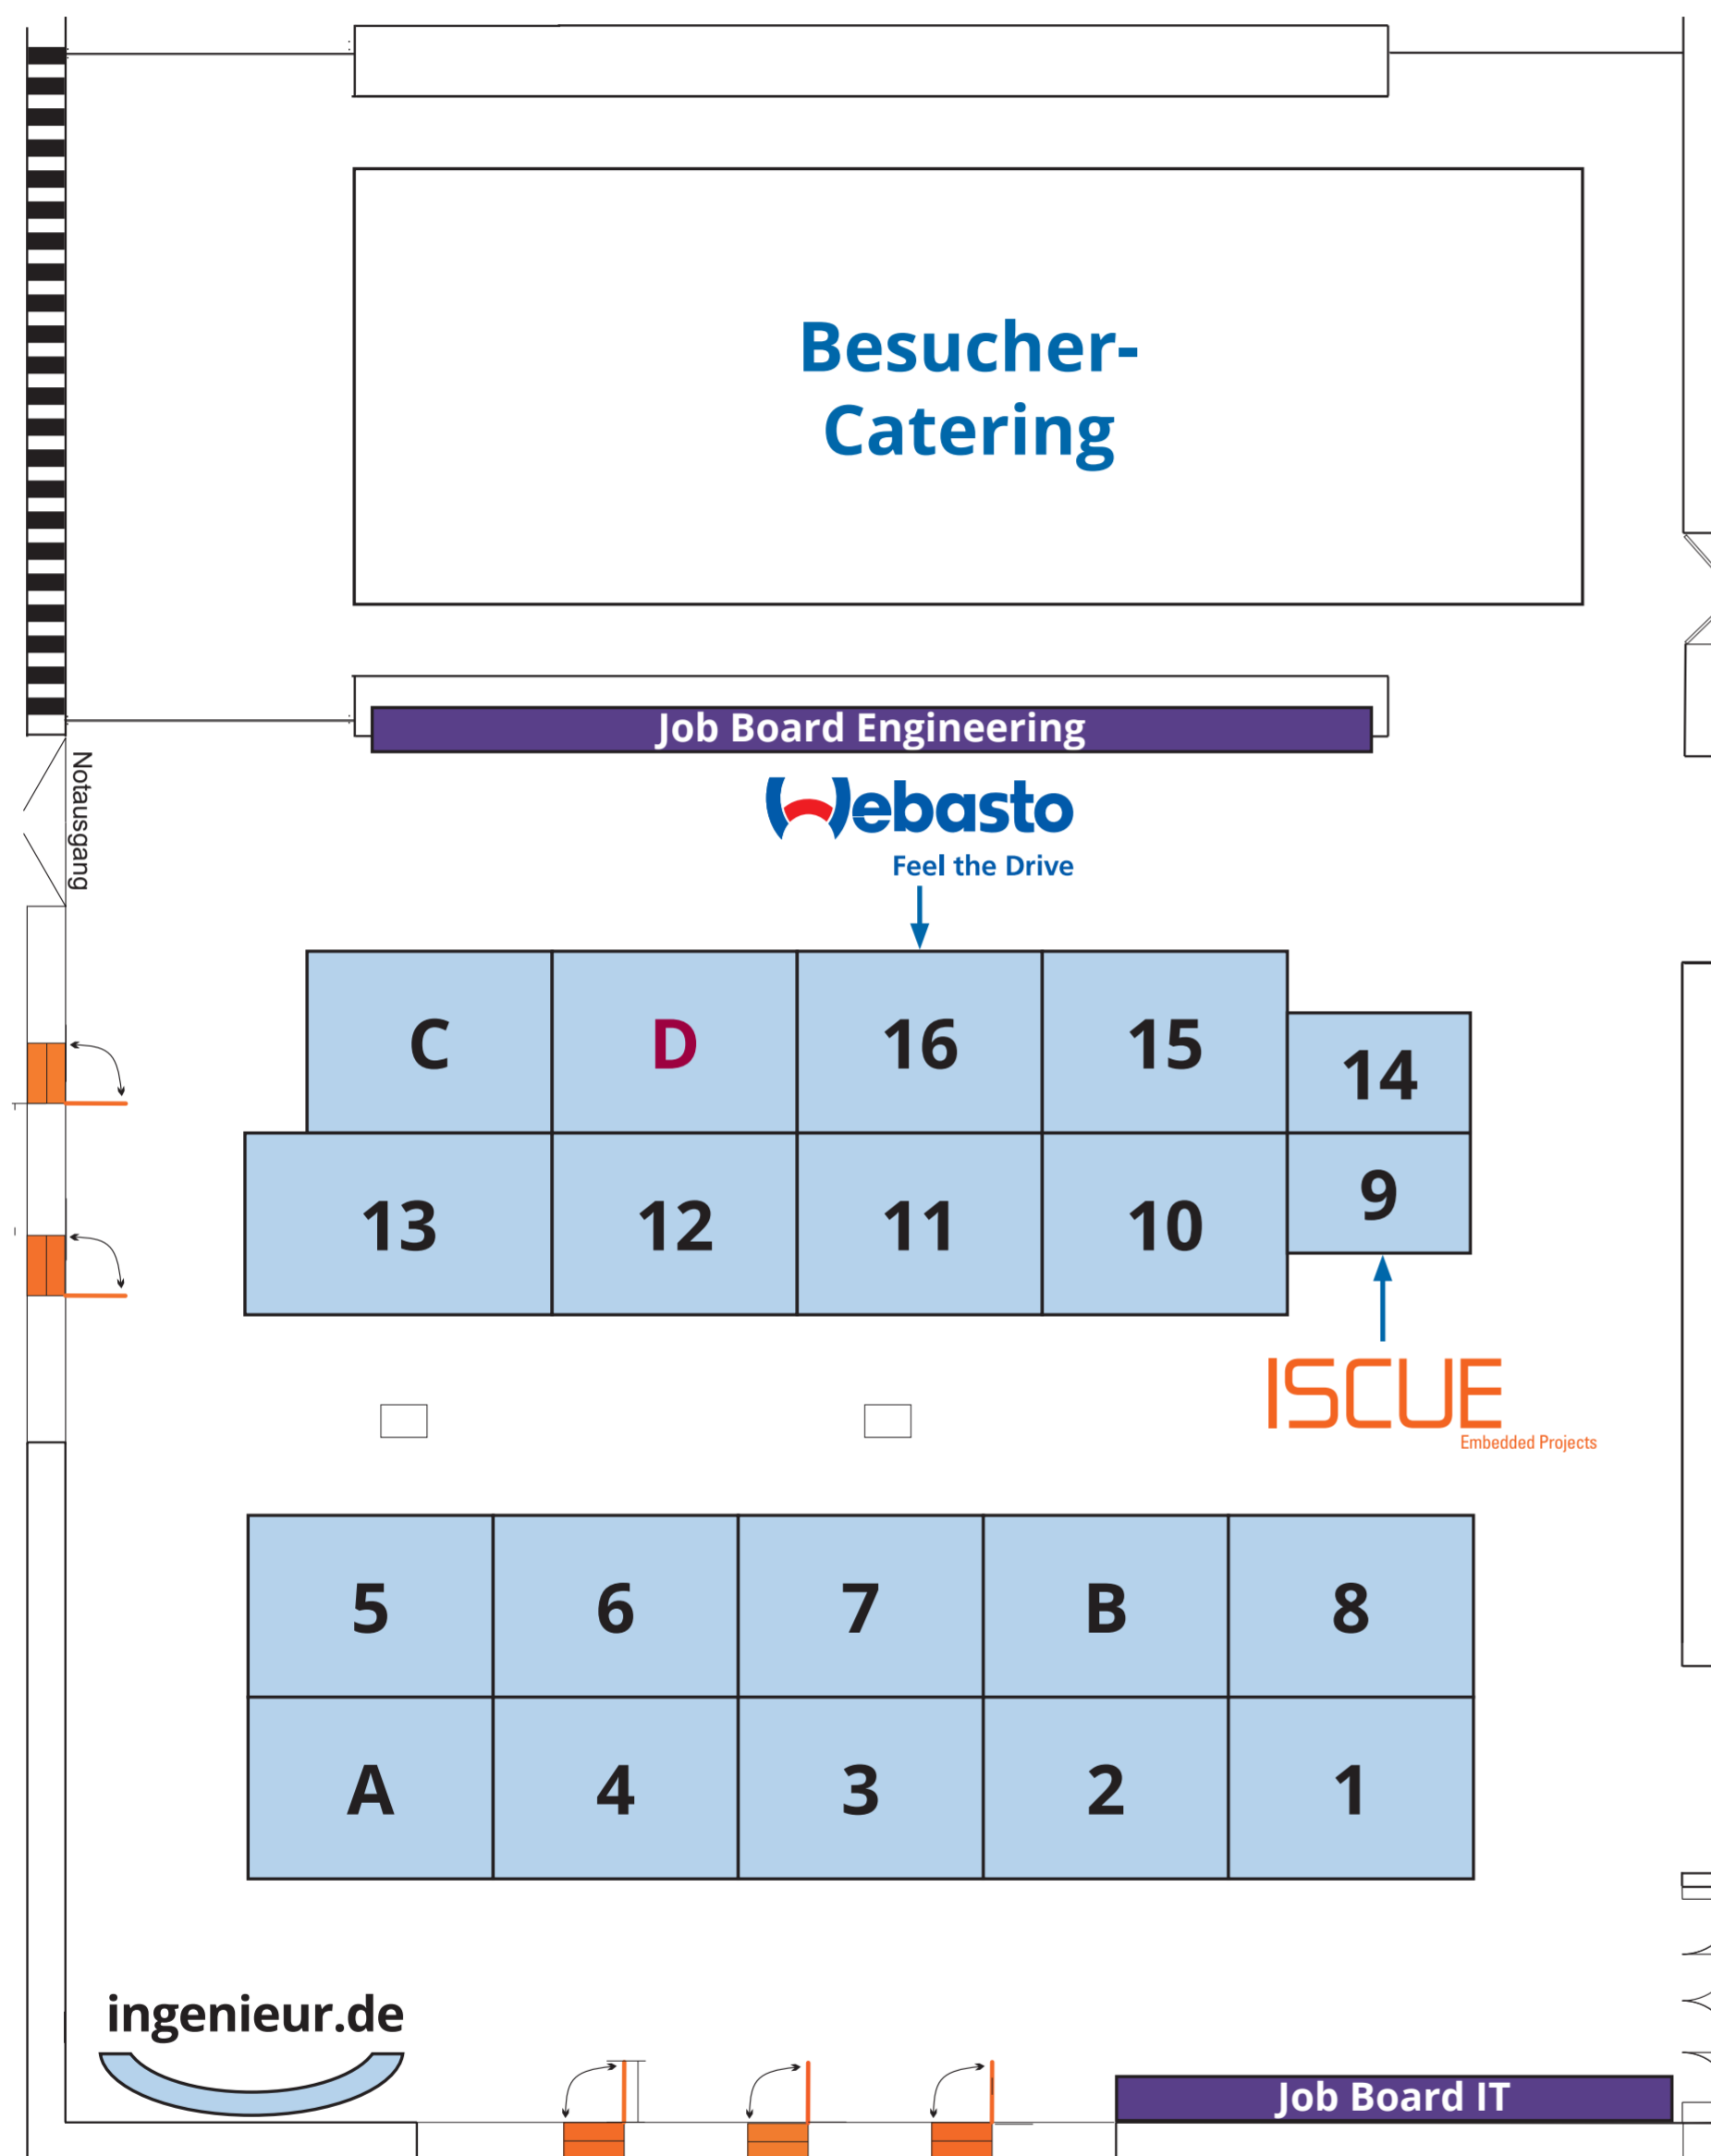 Besucher-
Catering
Job Board Engineering
Notausgang
Webasto
Feel the Drive
C D 16 15 14
13 12 11 10 9
ISCUE
Embedded Projects
5 6 7 B 8
A 4 3 2 1
ingenieur.de
Job Board IT